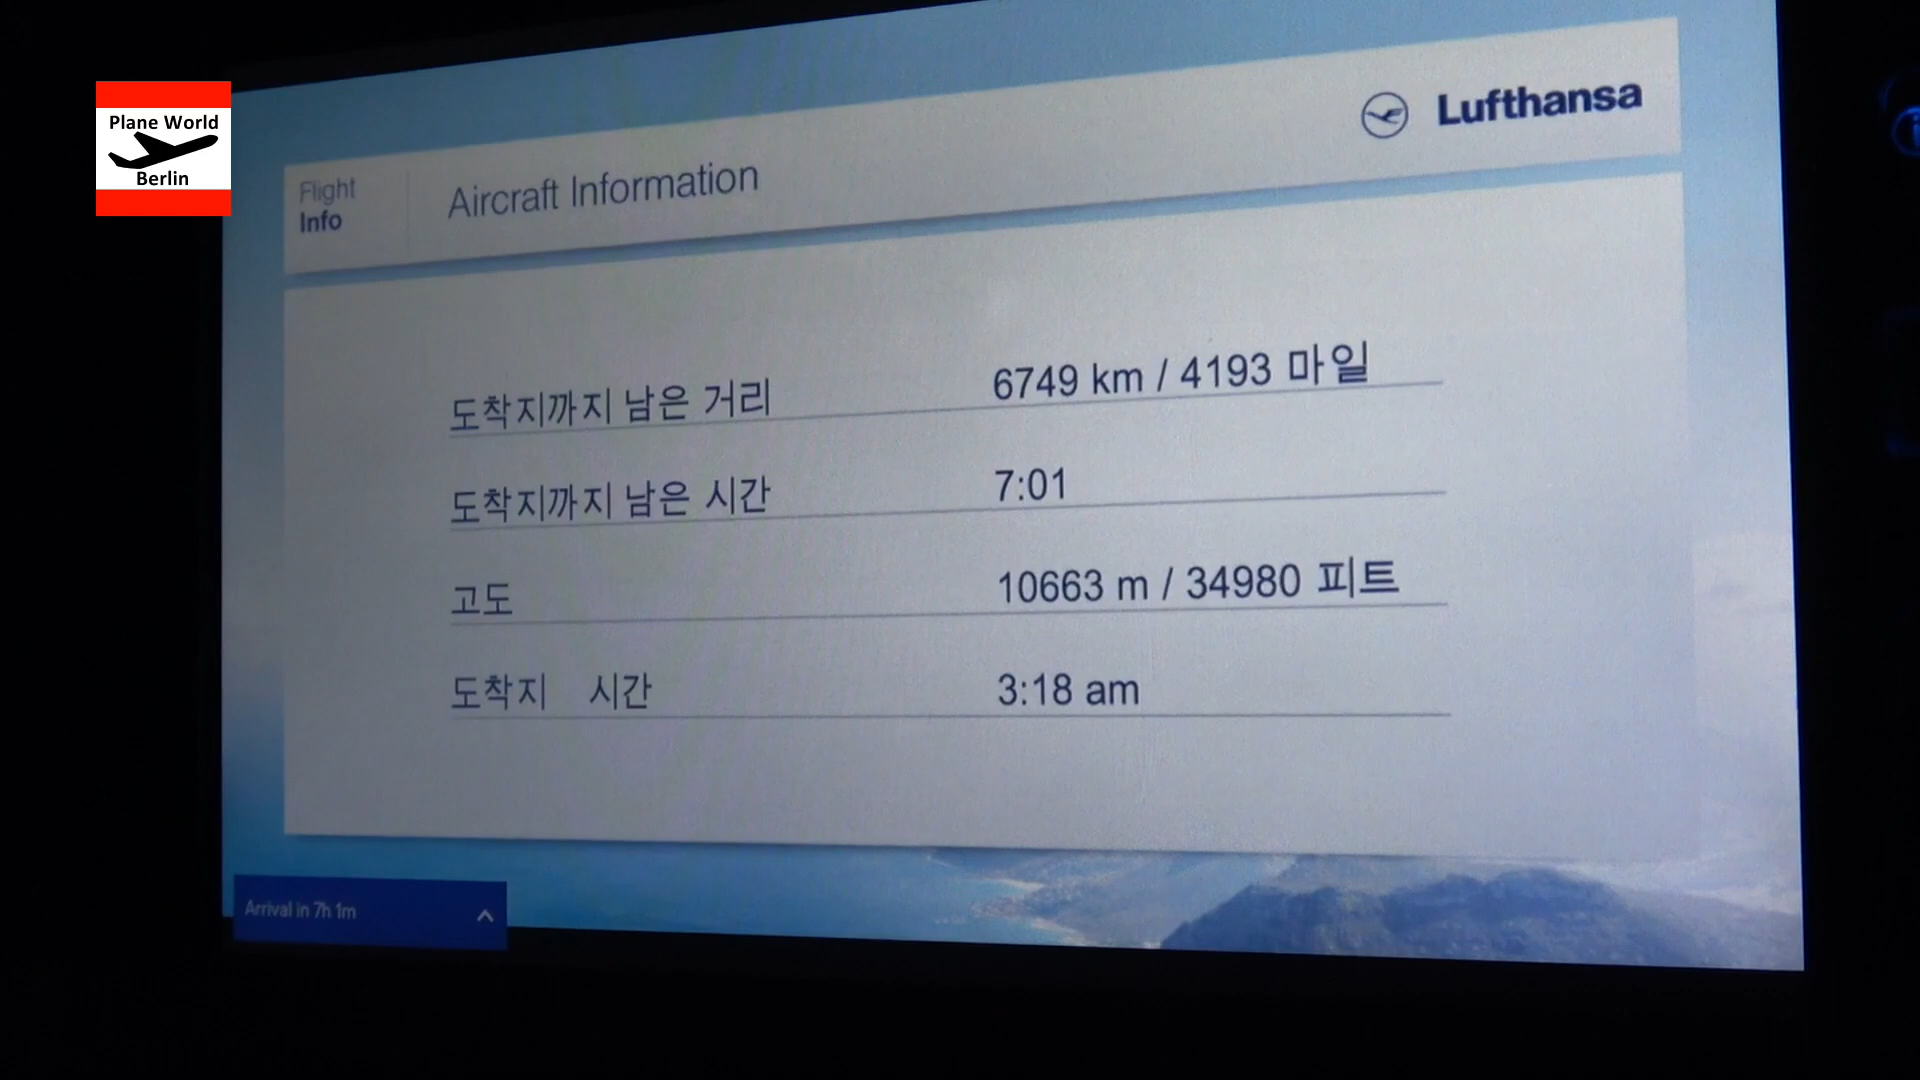 Plane World
Berlin
Flight
Info
Aircraft Information
Lufthansa
도착지까지 남은 거리 6749 km / 4193 마일
도착지까지 남은 시간 7:01
고도 10663 m / 34980 피트
도착지 시간 3:18 am
Arrival in 7h 1m